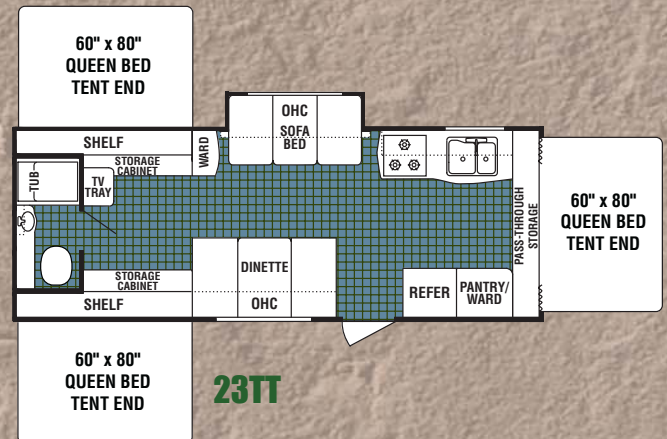 60" x 80"
QUEEN BED
TENT END
OHC
SOFA
BED
SHELF
STORAGE
CABINET
WARD
TUB
TV
TRAY
60" x 80"
QUEEN BED
TENT END
PASS-THROUGH
STORAGE
DINETTE
OHC
STORAGE
CABINET
SHELF
REFER
PANTRY/
WARD
60" x 80"
QUEEN BED
TENT END
23TT